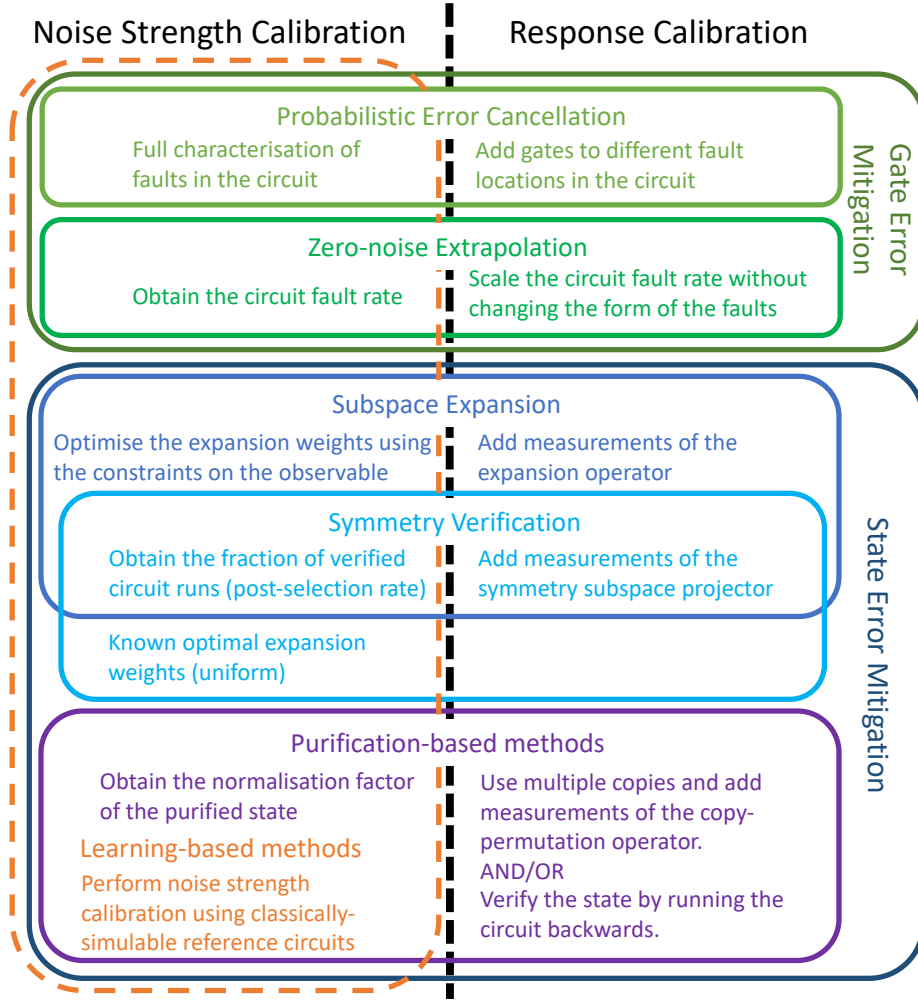 Noise Strength Calibration
Response Calibration
Gate Error
Mitigation
Probabilistic Error Cancellation
Full characterisation of
faults in the circuit
Add gates to different fault
locations in the circuit
Zero-noise Extrapolation
Obtain the circuit fault rate
Scale the circuit fault rate without
changing the form of the faults
State Error Mitigation
Subspace Expansion
Optimise the expansion weights using
the constraints on the observable
Add measurements of the
expansion operator
Symmetry Verification
Obtain the fraction of verified
circuit runs (post-selection rate)
Add measurements of the
symmetry subspace projector
Known optimal expansion
weights (uniform)
Purification-based methods
Obtain the normalisation factor
of the purified state
Use multiple copies and add
measurements of the copy-
permutation operator.
AND/OR
Verify the state by running the
circuit backwards.
Learning-based methods
Perform noise strength
calibration using classically-
simulable reference circuits